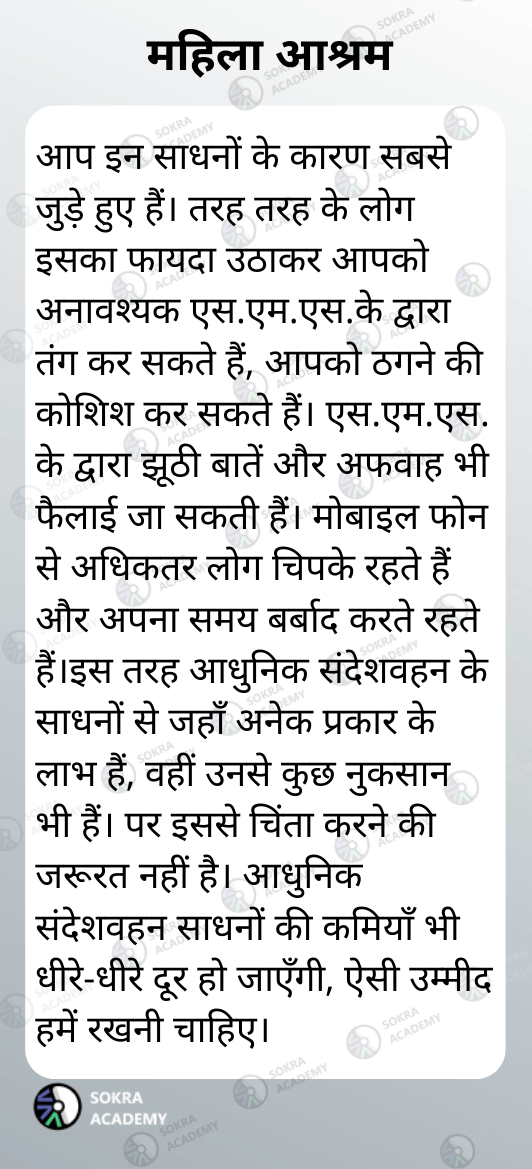 महिला आश्रम
आप इन साधनों के कारण सबसे
जुड़े हुए हैं। तरह तरह के लोग
इसका फायदा उठाकर आपको
अनावश्यक एस.एम.एस.के द्वारा
तंग कर सकते हैं, आपको ठगने की
कोशिश कर सकते हैं। एस.एम.एस.
के द्वारा झूठी बातें और अफवाह भी
फैलाई जा सकती हैं। मोबाइल फोन
से अधिकतर लोग चिपके रहते हैं
और अपना समय बर्बाद करते रहते
हैं।इस तरह आधुनिक संदेशवहन के
साधनों से जहाँ अनेक प्रकार के
लाभ हैं, वहीं उनसे कुछ नुकसान
भी हैं। पर इससे चिंता करने की
जरूरत नहीं है। आधुनिक
संदेशवहन साधनों की कमियाँ भी
धीरे-धीरे दूर हो जाएँगी, ऐसी उम्मीद
हमें रखनी चाहिए।
SOKRA
ACADEMY